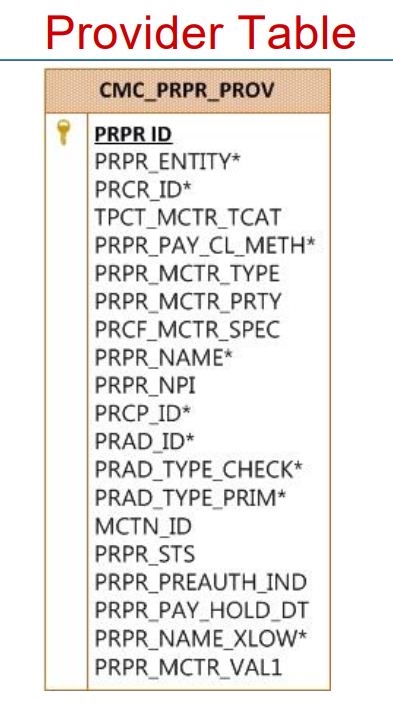 Provider Table
CMC_PRPR_PROV
PRPR ID
PRPR_ENTITY*
PRCR_ID*
TPCT_MCTR_TCAT
PRPR_PAY_CL_METH*
PRPR_MCTR_TYPE
PRPR_MCTR_PRTY
PRCF_MCTR_SPEC
PRPR_NAME*
PRPR_NPI
PRCP_ID*
PRAD_ID*
PRAD_TYPE_CHECK*
PRAD_TYPE_PRIM*
MCTN_ID
PRPR_STS
PRPR_PREAUTH_IND
PRPR_PAY_HOLD_DT
PRPR_NAME_XLOW*
PRPR_MCTR_VAL1